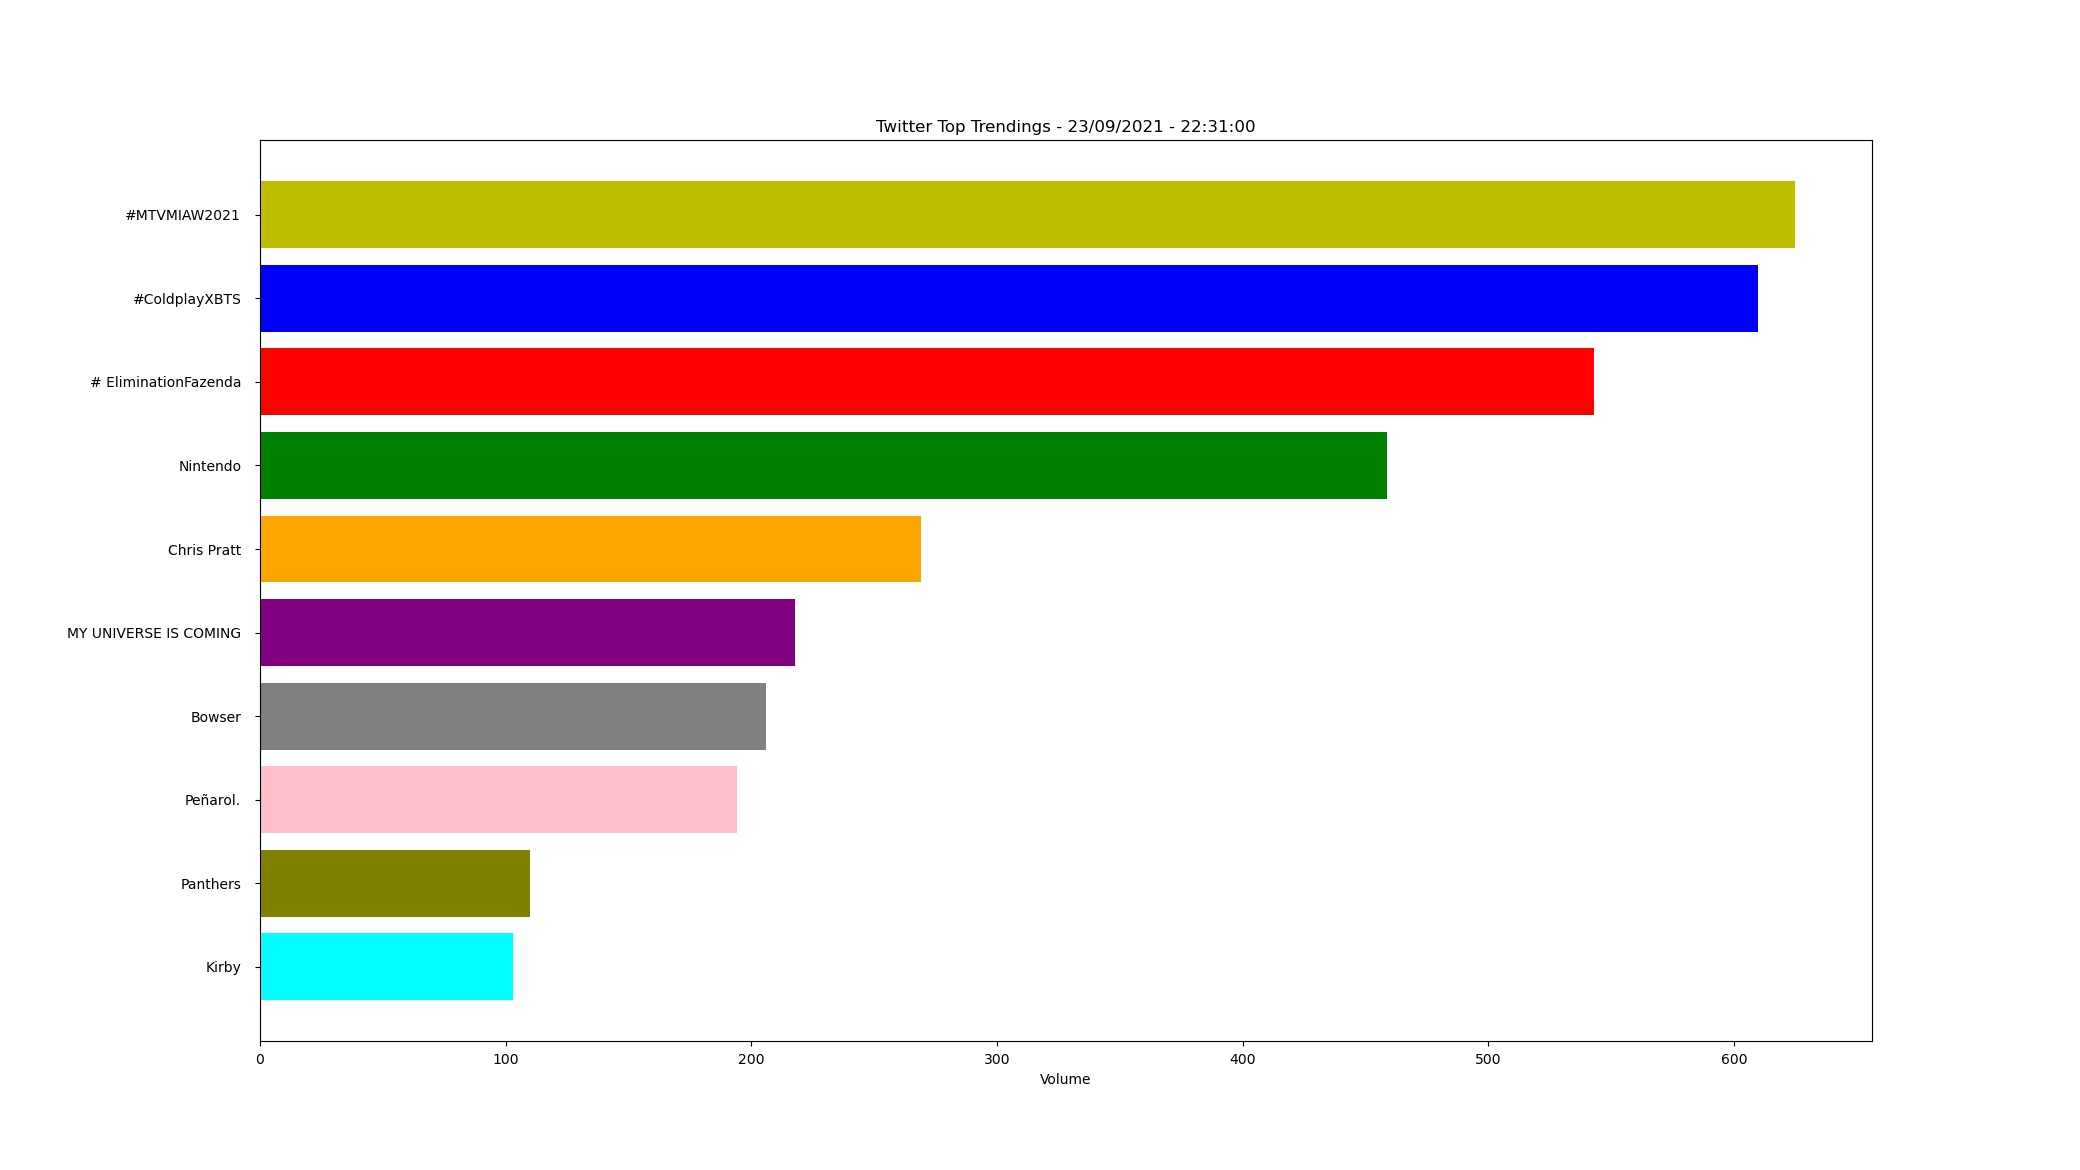 Twitter Top Trendings - 23/09/2021 - 22:31:00
#MTVMIAW2021
#ColdplayXBTS
# EliminationFazenda
Nintendo
Chris Pratt
MY UNIVERSE IS COMING
Bowser
Peñarol.
Panthers
Kirby
0 100 200 300 400 500 600
Volume